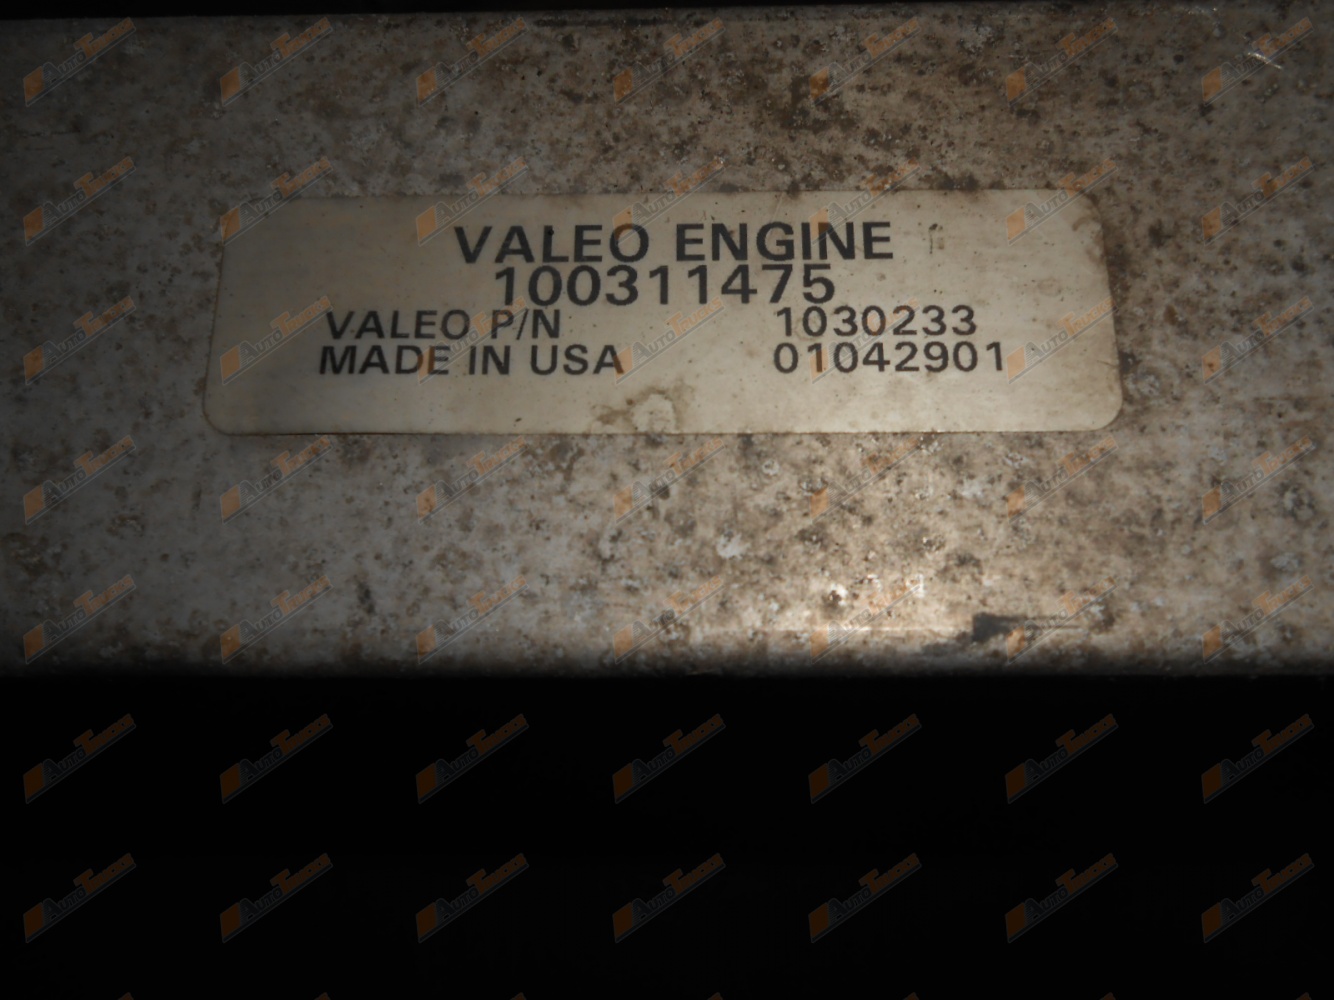 VALEO ENGINE
100311475
VALEO P/N 1030233
MADE IN USA 01042901